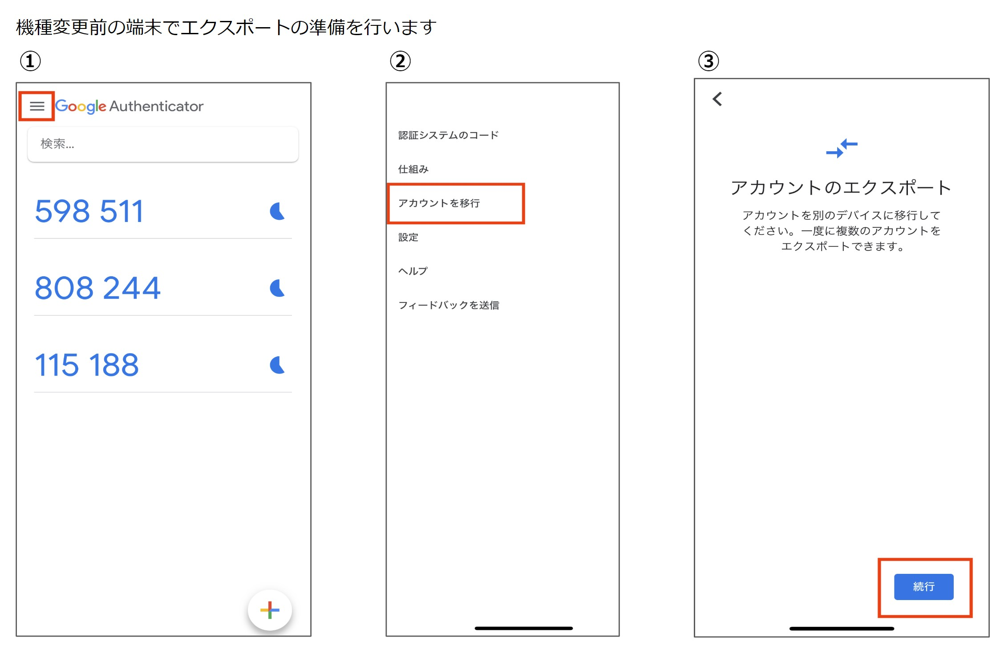 機種変更前の端末でエクスポートの準備を行います
①
Google Authenticator
検索...
598 511
808 244
115 188
②
認証システムのコード
仕組み
アカウントを移行
設定
ヘルプ
フィードバックを送信
③
アカウントのエクスポート
アカウントを別のデバイスに移行して
ください。一度に複数のアカウントを
エクスポートできます。
続行